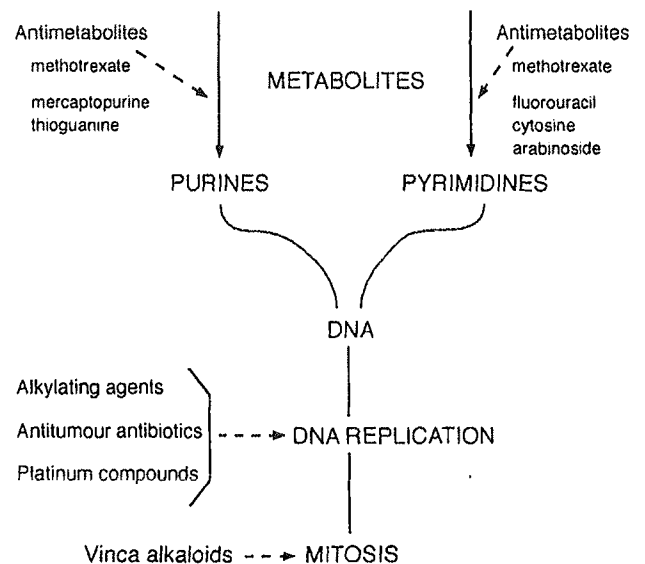 Antimetabolites
methotrexate
mercaptopurine
thioguanine
METABOLITES
Antimetabolites
methotrexate
fluorouracil
cytosine
arabinoside
PURINES
PYRIMIDINES
DNA
Alkylating agents
Antitumour antibiotics
Platinum compounds
DNA REPLICATION
Vinca alkaloids
MITOSIS